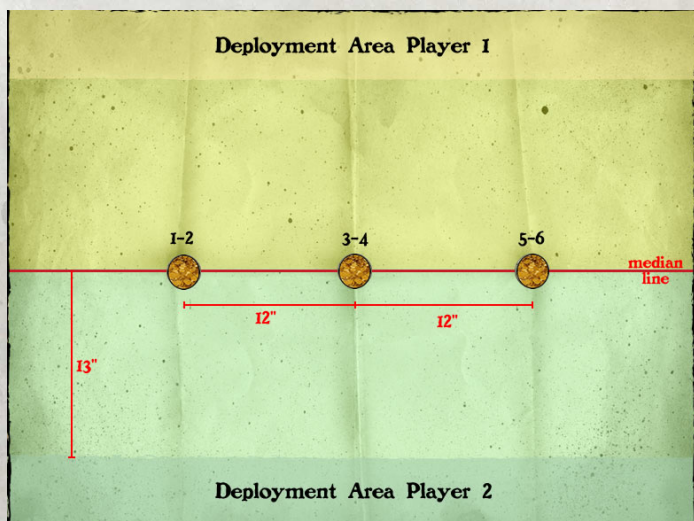 Deployment Area Player 1
1-2
3-4
5-6
median
line
12"
12"
13"
Deployment Area Player 2